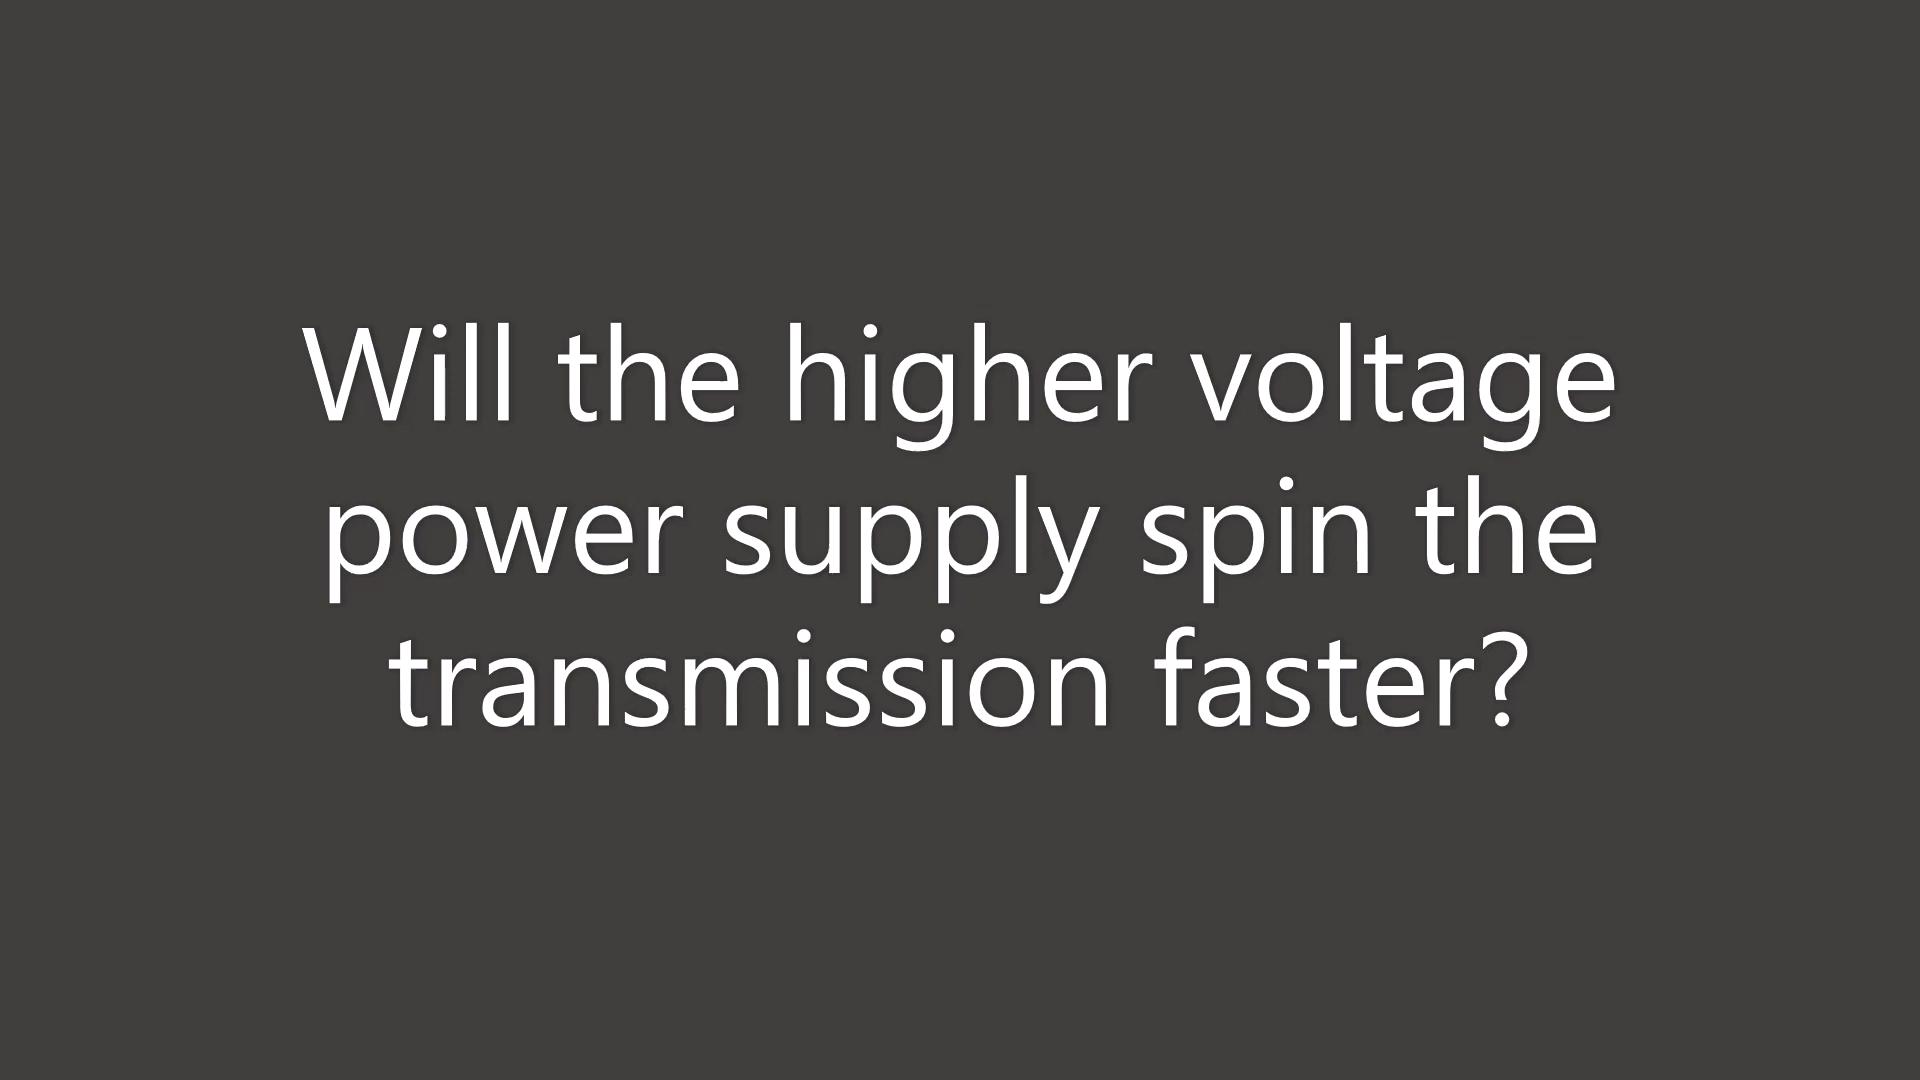 Will the higher voltage
power supply spin the
transmission faster?